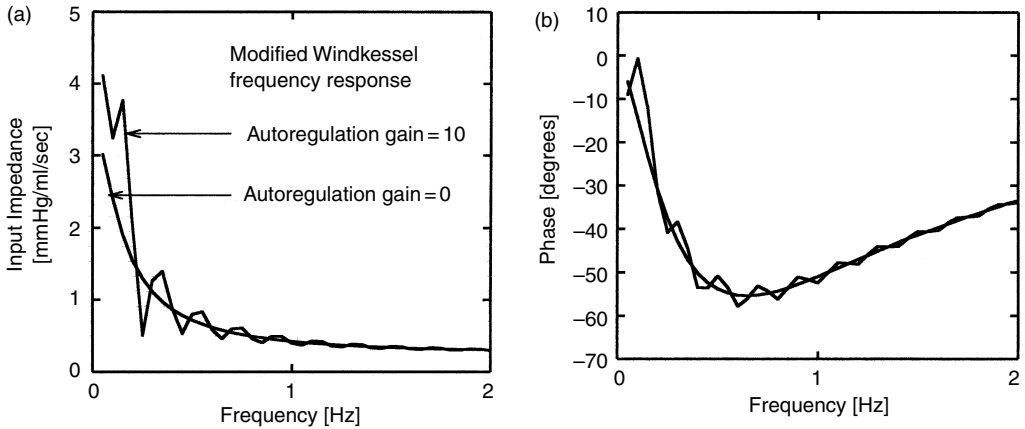 (a)
5
4
3
2
1
0
Input Impedance
[mmHg/ml/sec]
Modified Windkessel
frequency response
Autoregulation gain = 10
Autoregulation gain = 0
0
1
2
Frequency [Hz]
(b)
10
0
−10
−20
−30
−40
−50
−60
−70
Phase [degrees]
0
1
2
Frequency [Hz]